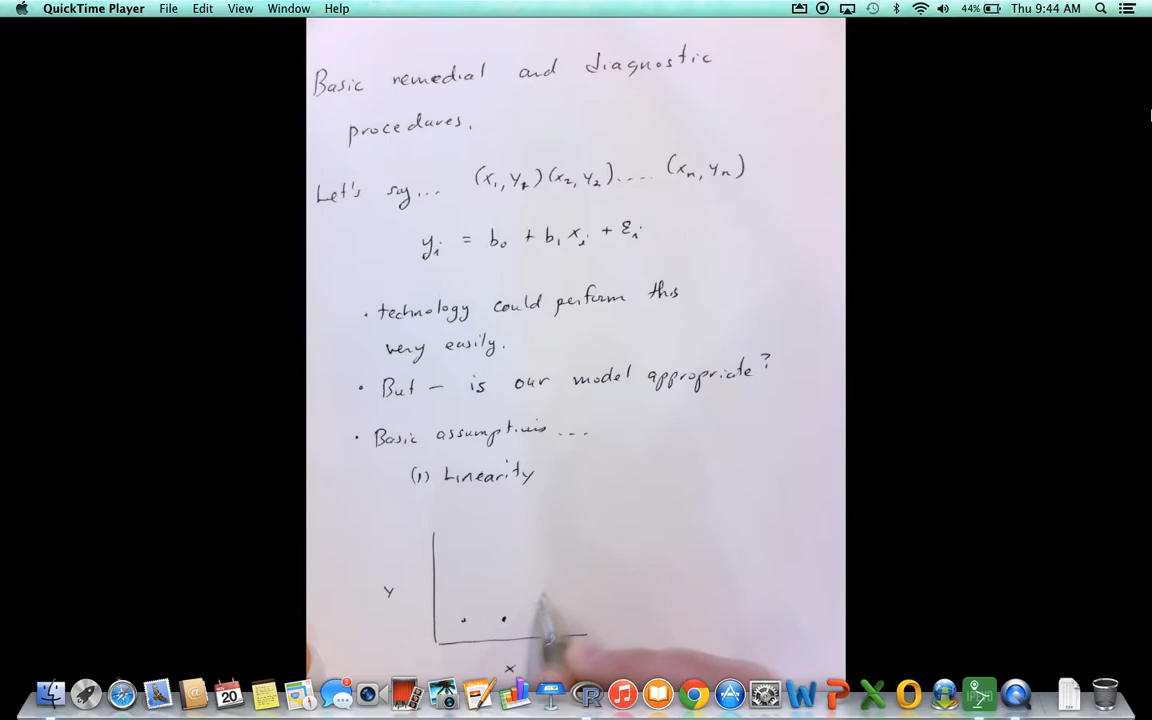 QuickTime Player File Edit View Window Help 44% Thu 9:44 AM
Basic remedial and diagnostic
procedures.
Let's say... (x₁, y₁)(x₂, y₂)..... (xₙ, yₙ)
yᵢ = b₀ + b₁ xᵢ + εᵢ
• technology could perform this
very easily.
• But – is our model appropriate?
• Basic assumptions ...
(1) Linearity
Y
X
NOV
20